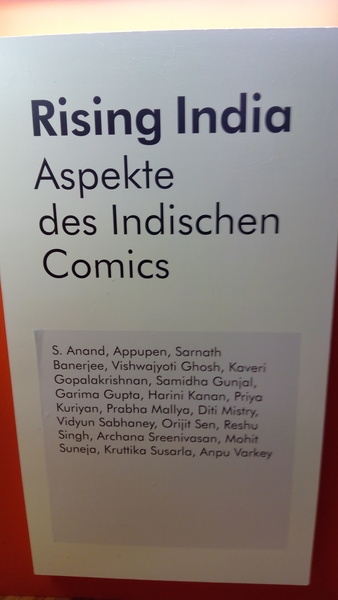 Rising India
Aspekte
des Indischen
Comics
S. Anand, Appupen, Sarnath
Banerjee, Vishwajyoti Ghosh, Kaveri
Gopalakrishnan, Samidha Gunjal,
Garima Gupta, Harini Kanan, Priya
Kuriyan, Prabha Mallya, Diti Mistry,
Vidyun Sabhaney, Orijit Sen, Reshu
Singh, Archana Sreenivasan, Mohit
Suneja, Kruttika Susarla, Anpu Varkey